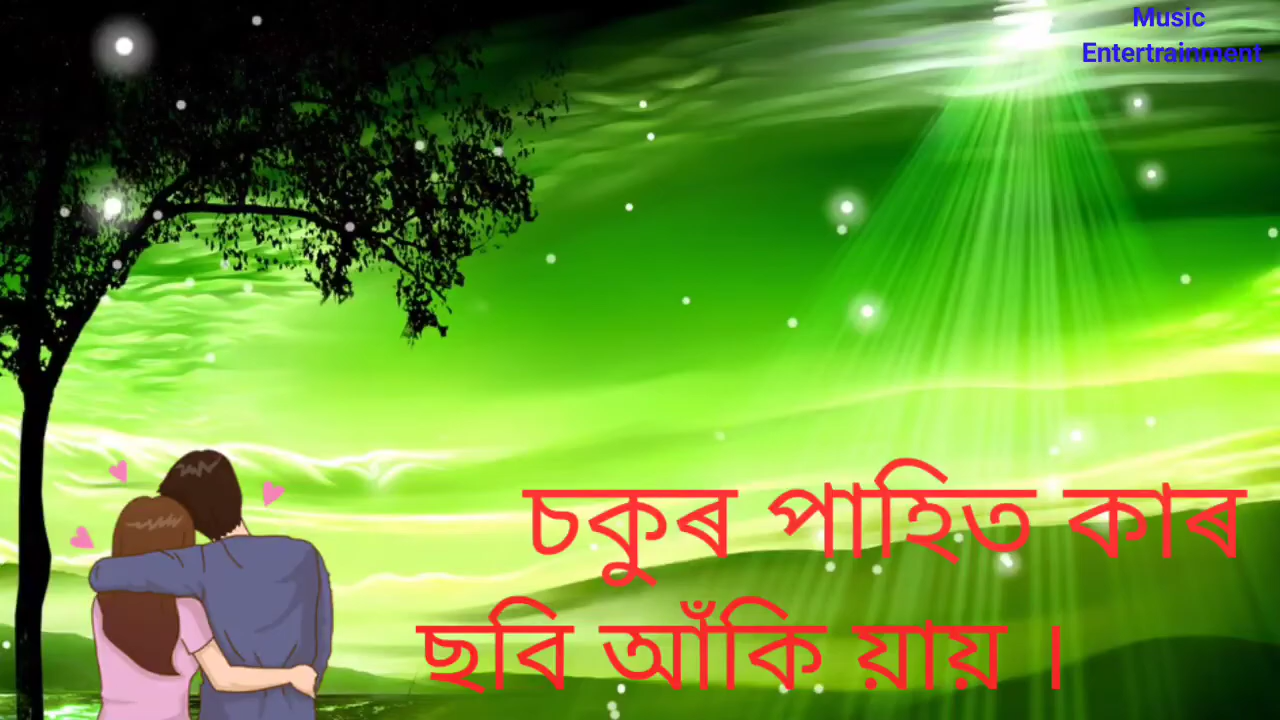 Music
Entertrainment
চকুৰ পাহিত কাৰ
ছবি আঁকি য়ায় ।